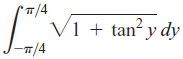 ∫_{-π/4}^{π/4} √(1 + tan² y) dy